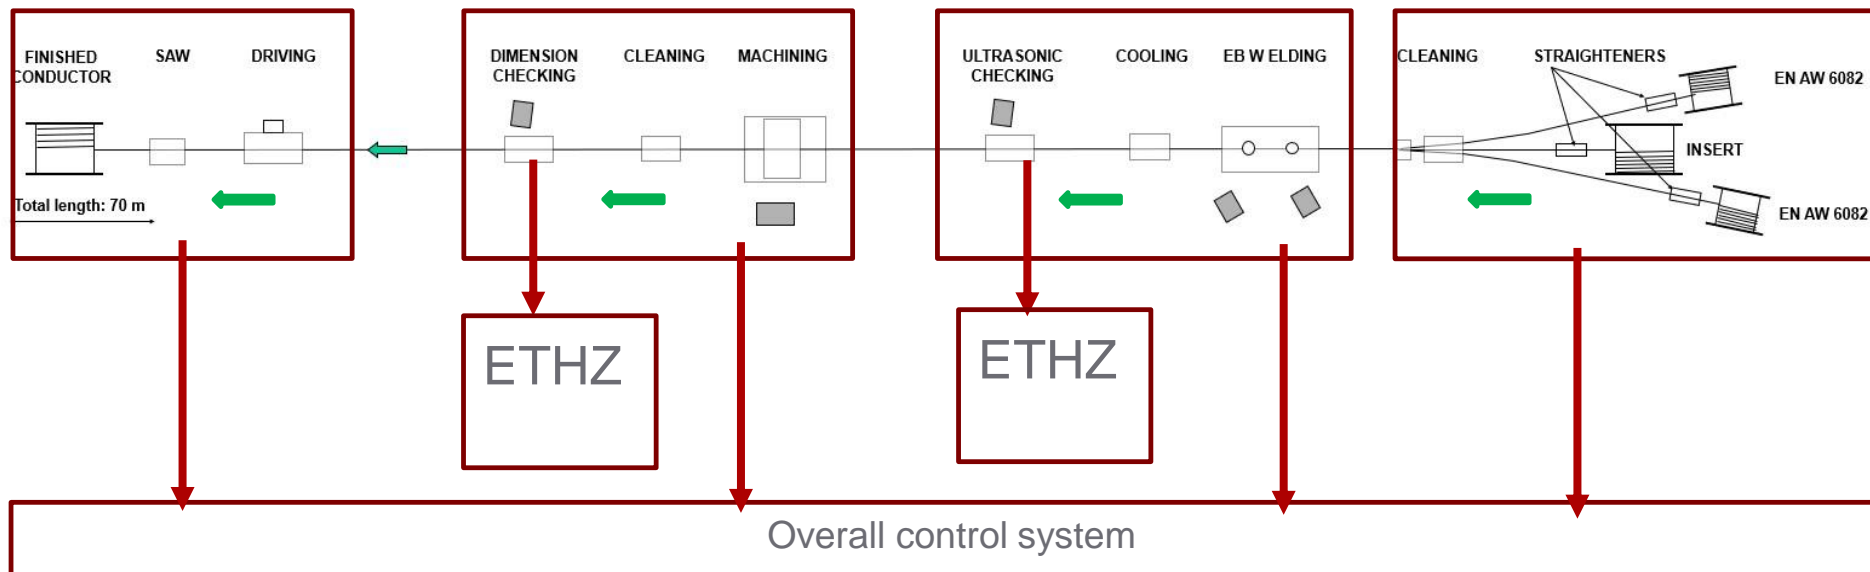 FINISHED
CONDUCTOR
SAW
DRIVING
Total length: 70 m
DIMENSION
CHECKING
CLEANING
MACHINING
ULTRASONIC
CHECKING
COOLING
EB W ELDING
CLEANING
STRAIGHTENERS
EN AW 6082
INSERT
EN AW 6082
ETHZ
ETHZ
Overall control system